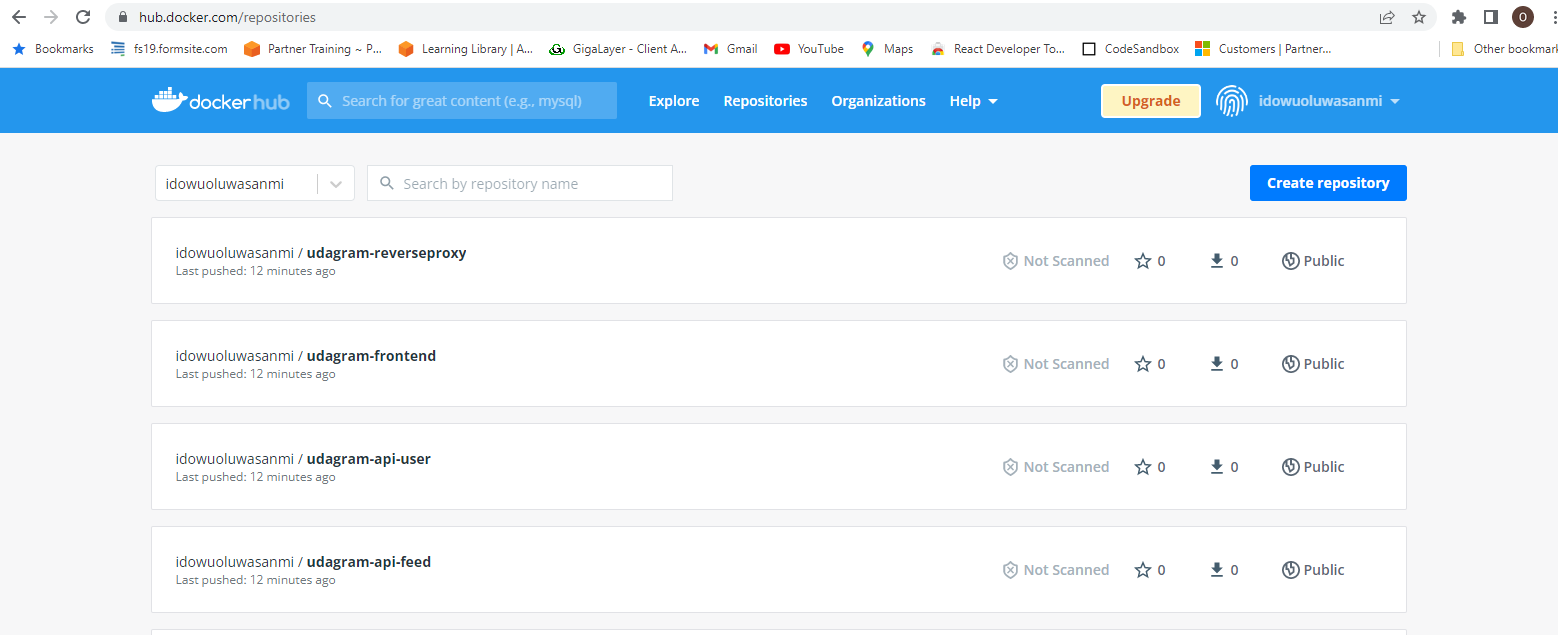 hub.docker.com/repositories
O
Bookmarks fs19.formsite.com Partner Training ~ P... Learning Library | A... GigaLayer - Client A... Gmail YouTube Maps React Developer To... CodeSandbox Customers | Partner... Other bookmark
docker hub Search for great content (e.g., mysql) Explore Repositories Organizations Help Upgrade idowuoluwasanmi
idowuoluwasanmi Search by repository name Create repository
idowuoluwasanmi / udagram-reverseproxy
Last pushed: 12 minutes ago
Not Scanned 0 0 Public
idowuoluwasanmi / udagram-frontend
Last pushed: 12 minutes ago
Not Scanned 0 0 Public
idowuoluwasanmi / udagram-api-user
Last pushed: 12 minutes ago
Not Scanned 0 0 Public
idowuoluwasanmi / udagram-api-feed
Last pushed: 12 minutes ago
Not Scanned 0 0 Public